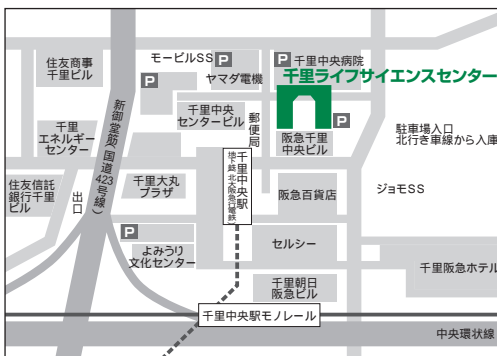 住友商事
千里ビル
モービルSS
P
P
ヤマダ電機
P
千里中央病院
千里ライフサイエンスセンター
新御堂筋(国道423号線)
千里
エネルギー
センター
千里中央
センタービル
郵便局
P
阪急千里
中央ビル
駐車場入口
北行き車線から入庫
住友信託
銀行千里
ビル
出口
千里大丸
プラザ
千里中央駅
地下鉄(北大阪急行電鉄)
阪急百貨店
ジョモSS
P
よみうり
文化センター
セルシー
千里朝日
阪急ビル
千里阪急ホテル
千里中央駅モノレール
中央環状線